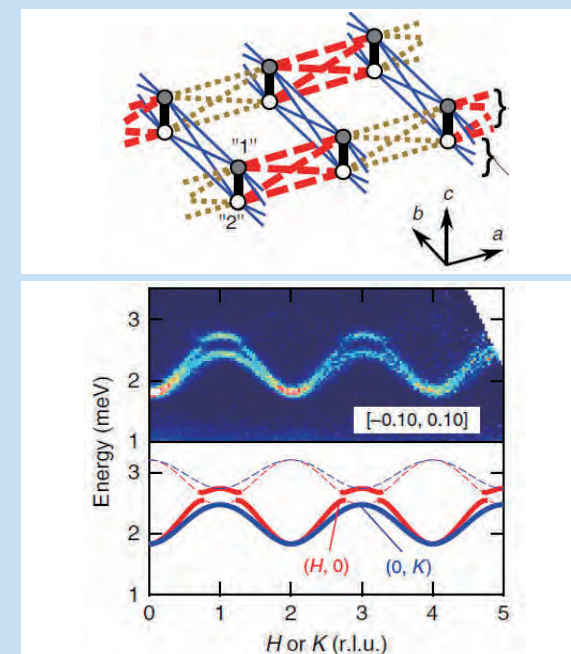 "1"
"2"
b
c
a
3
2
1
[−0.10, 0.10]
3
2
1
Energy (meV)
(H, 0)
(0, K)
0 1 2 3 4 5
H or K (r.l.u.)